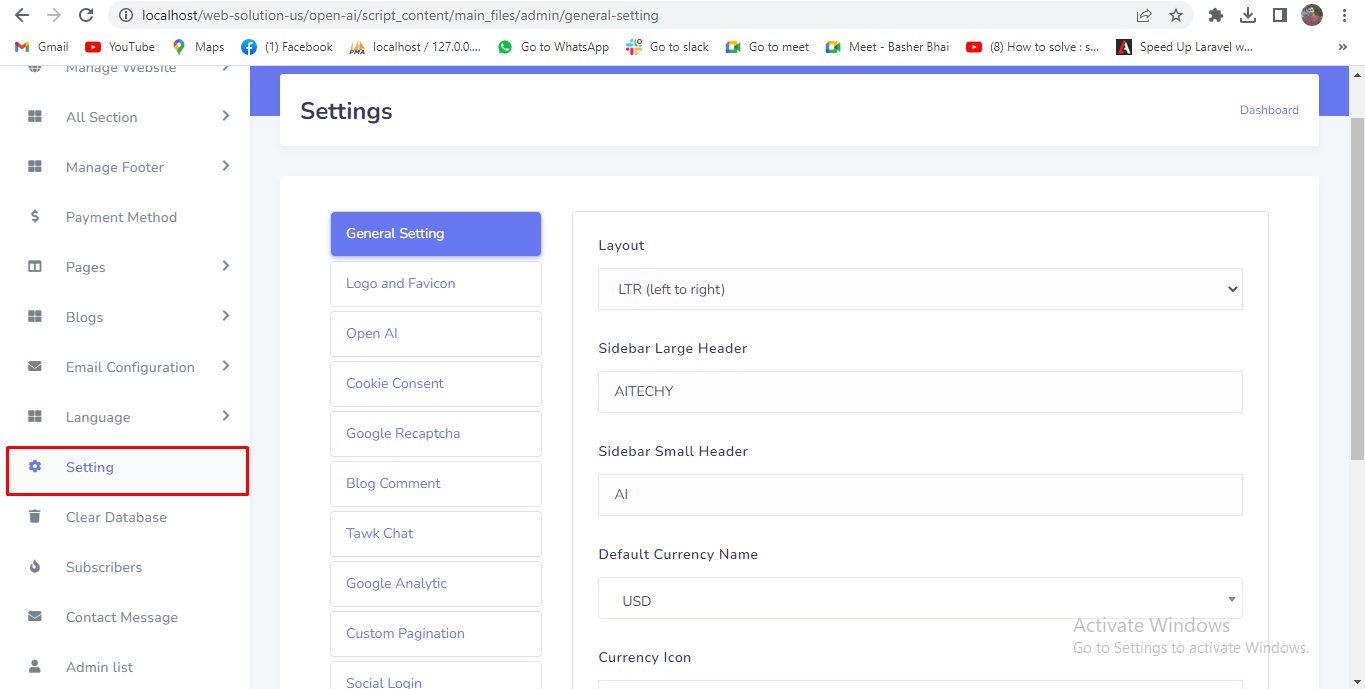 localhost/web-solution-us/open-ai/script_content/main_files/admin/general-setting
Gmail YouTube Maps (1) Facebook localhost / 127.0.0.... Go to WhatsApp Go to slack Go to meet Meet - Basher Bhai (8) How to solve : s... Speed Up Laravel w... »
Manage Website
All Section
Manage Footer
Payment Method
Pages
Blogs
Email Configuration
Language
Setting
Clear Database
Subscribers
Contact Message
Admin list
Settings
Dashboard
General Setting
Logo and Favicon
Open AI
Cookie Consent
Google Recaptcha
Blog Comment
Tawk Chat
Google Analytic
Custom Pagination
Social Login
Layout
LTR (left to right)
Sidebar Large Header
AITECHY
Sidebar Small Header
AI
Default Currency Name
USD
Currency Icon
Activate Windows
Go to Settings to activate Windows.